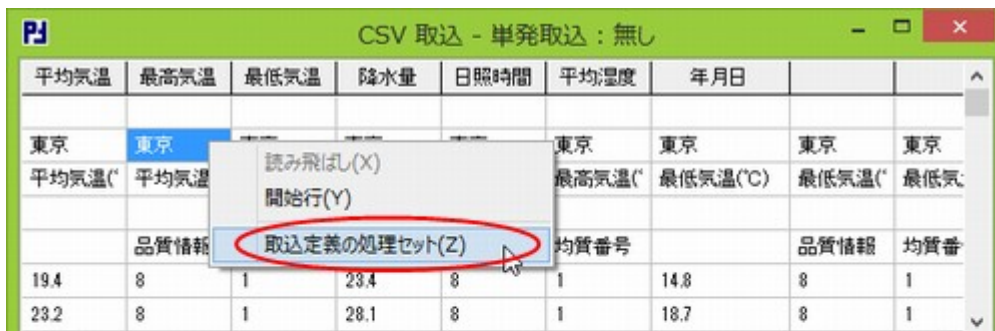 CSV 取込 - 単発取込：無し
平均気温 最高気温 最低気温 降水量 日照時間 平均湿度 年月日
東京 東京 東京 東京 東京 東京
平均気温(° 平均気温 最高気温(° 最低気温(℃) 最低気温(° 最低気
読み飛ばし(X)
開始行(Y)
取込定義の処理セット(Z)
品質情報 均質番号 品質情報 均質番
19.4 8 1 23.4 8 1 14.8 8 1
23.2 8 1 28.1 8 1 18.7 8 1